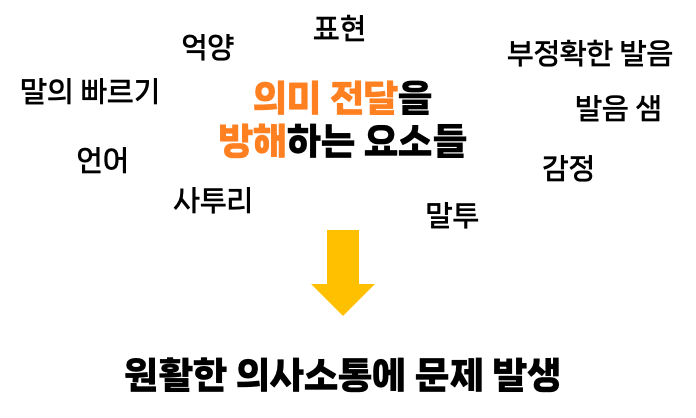 표현
억양
부정확한 발음
말의 빠르기
의미 전달을
발음 샘
방해하는 요소들
언어
감정
사투리
말투
원활한 의사소통에 문제 발생